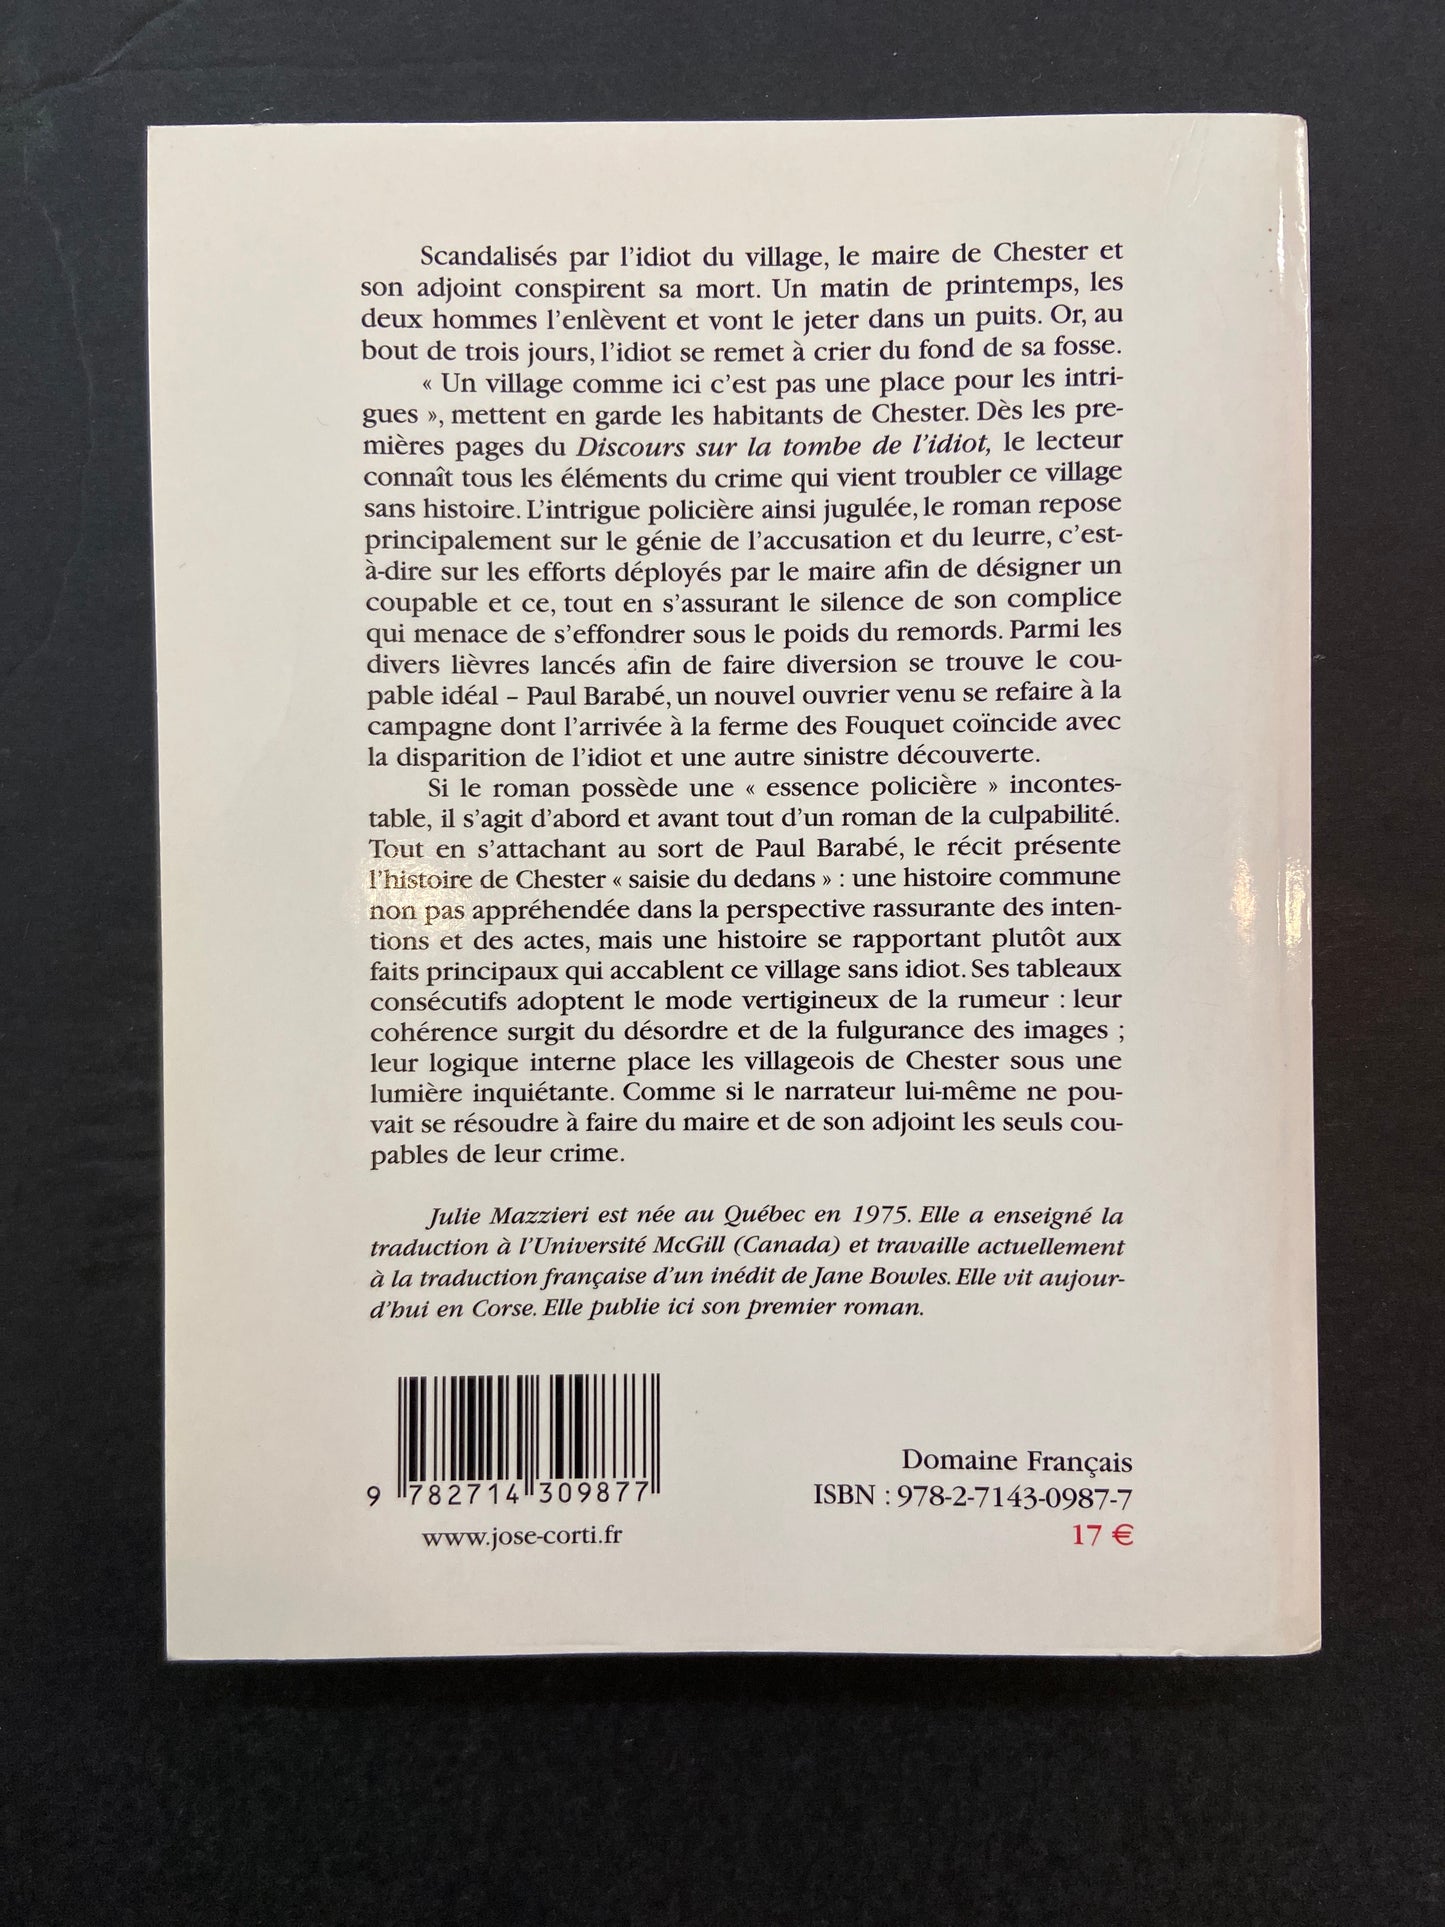 Scandalisés par l'idiot du village, le maire de Chester et
son adjoint conspirent sa mort. Un matin de printemps, les
deux hommes l'enlèvent et vont le jeter dans un puits. Or, au
bout de trois jours, l'idiot se remet à crier du fond de sa fosse.
« Un village comme ici c'est pas une place pour les intri-
gues », mettent en garde les habitants de Chester. Dès les pre-
mières pages du Discours sur la tombe de l'idiot, le lecteur
connaît tous les éléments du crime qui vient troubler ce village
sans histoire. L'intrigue policière ainsi jugulée, le roman repose
principalement sur le génie de l'accusation et du leurre, c'est-
à-dire sur les efforts déployés par le maire afin de désigner un
coupable et ce, tout en s'assurant le silence de son complice
qui menace de s'effondrer sous le poids du remords. Parmi les
divers lièvres lancés afin de faire diversion se trouve le cou-
pable idéal – Paul Barabé, un nouvel ouvrier venu se refaire à la
campagne dont l'arrivée à la ferme des Fouquet coïncide avec
la disparition de l'idiot et une autre sinistre découverte.
Si le roman possède une « essence policière » incontes-
table, il s'agit d'abord et avant tout d'un roman de la culpabilité.
Tout en s'attachant au sort de Paul Barabé, le récit présente
l'histoire de Chester « saisie du dedans » : une histoire commune
non pas appréhendée dans la perspective rassurante des inten-
tions et des actes, mais une histoire se rapportant plutôt aux
faits principaux qui accablent ce village sans idiot. Ses tableaux
consécutifs adoptent le mode vertigineux de la rumeur : leur
cohérence surgit du désordre et de la fulgurance des images ;
leur logique interne place les villageois de Chester sous une
lumière inquiétante. Comme si le narrateur lui-même ne pou-
vait se résoudre à faire du maire et de son adjoint les seuls cou-
pables de leur crime.
Julie Mazzieri est née au Québec en 1975. Elle a enseigné la
traduction à l'Université McGill (Canada) et travaille actuellement
à la traduction française d'un inédit de Jane Bowles. Elle vit aujour-
d'hui en Corse. Elle publie ici son premier roman.
9 782714 309877
www.jose-corti.fr
Domaine Français
ISBN : 978-2-7143-0987-7
17 €